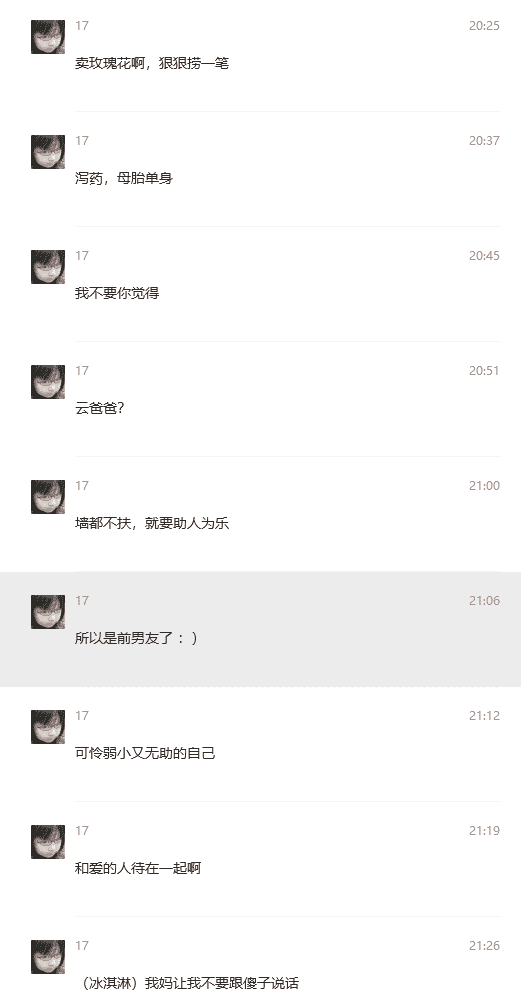 17 20:25
卖玫瑰花啊，狠狠捞一笔
17 20:37
泻药，母胎单身
17 20:45
我不要你觉得
17 20:51
云爸爸?
17 21:00
墙都不扶，就要助人为乐
17 21:06
所以是前男友了：）
17 21:12
可怜弱小又无助的自己
17 21:19
和爱的人待在一起啊
17 21:26
（冰淇淋）我妈让我不要跟傻子说话